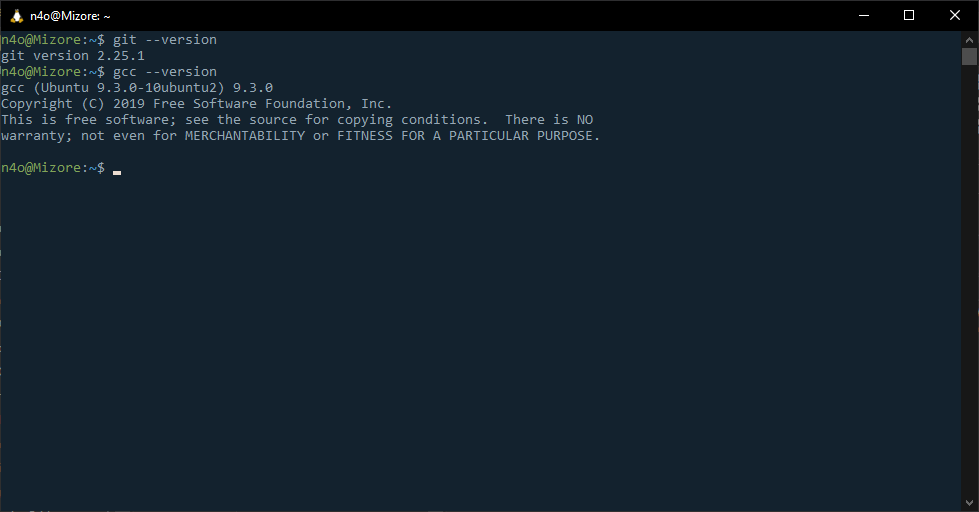 n4o@Mizore: ~
n4o@Mizore:~$ git --version
git version 2.25.1
n4o@Mizore:~$ gcc --version
gcc (Ubuntu 9.3.0-10ubuntu2) 9.3.0
Copyright (C) 2019 Free Software Foundation, Inc.
This is free software; see the source for copying conditions.  There is NO
warranty; not even for MERCHANTABILITY or FITNESS FOR A PARTICULAR PURPOSE.
n4o@Mizore:~$